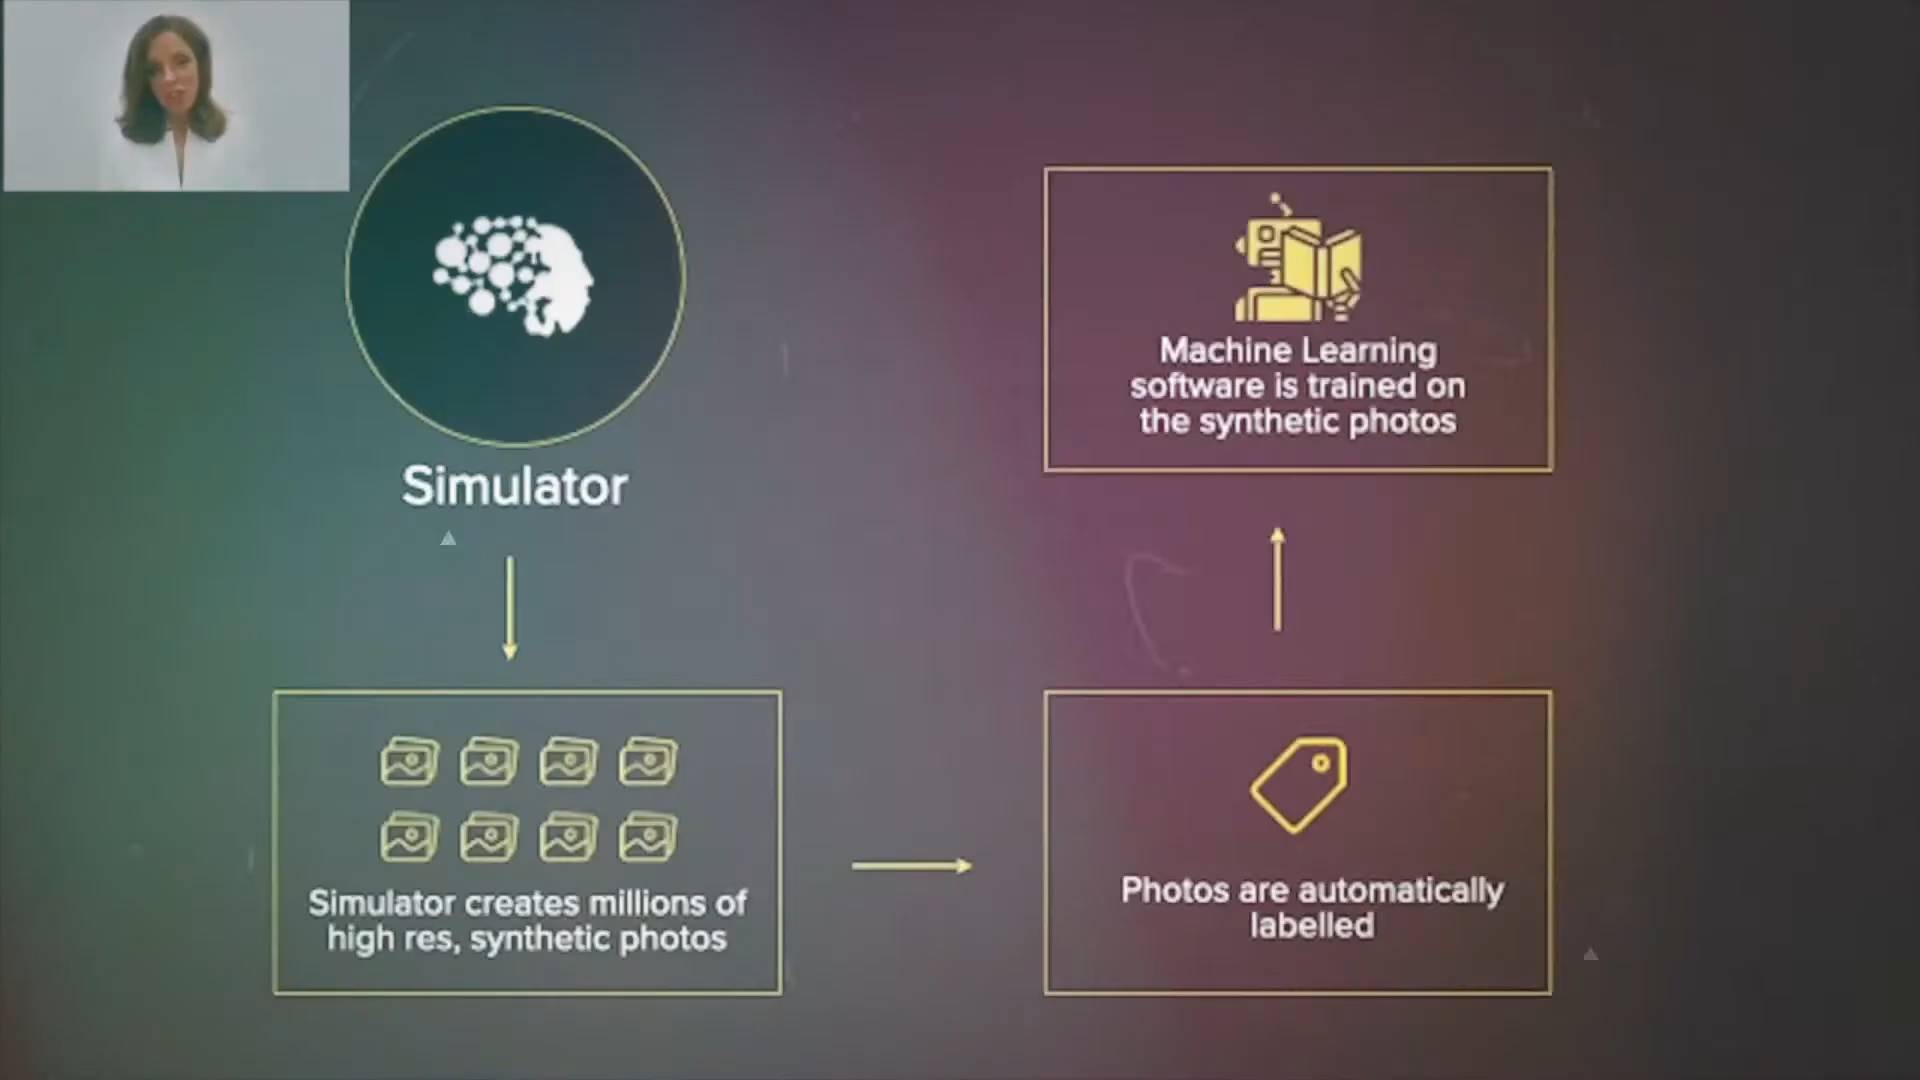 Simulator
Simulator creates millions of
high res, synthetic photos
Photos are automatically
labelled
Machine Learning
software is trained on
the synthetic photos